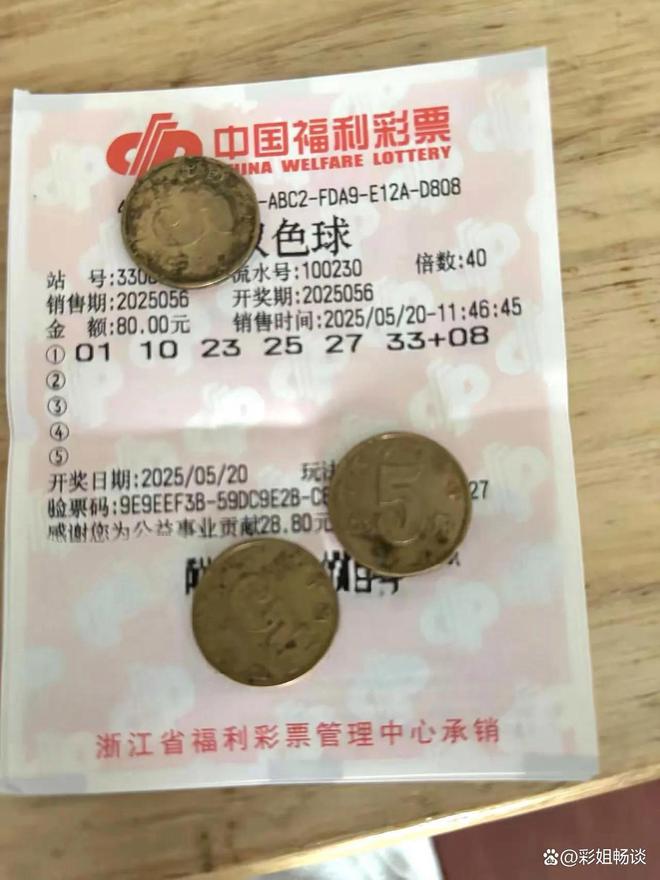 中国福利彩票
CHINA WELFARE LOTTERY
-ABC2-FDA9-E12A-D808
色球
站 号:330 流水号:100230 倍数:40
销售期:2025056 开奖期:2025056
金 额:80.00元 销售时间:2025/05/20-11:46:45
① 01 10 23 25 27 33+08
②
③
④
⑤
开奖日期:2025/05/20 玩法
验票码:9E9EEF3B-59DC9E2B-C 27
感谢您为公益事业贡献28.80元
5
浙江省福利彩票管理中心承销
@彩姐畅谈